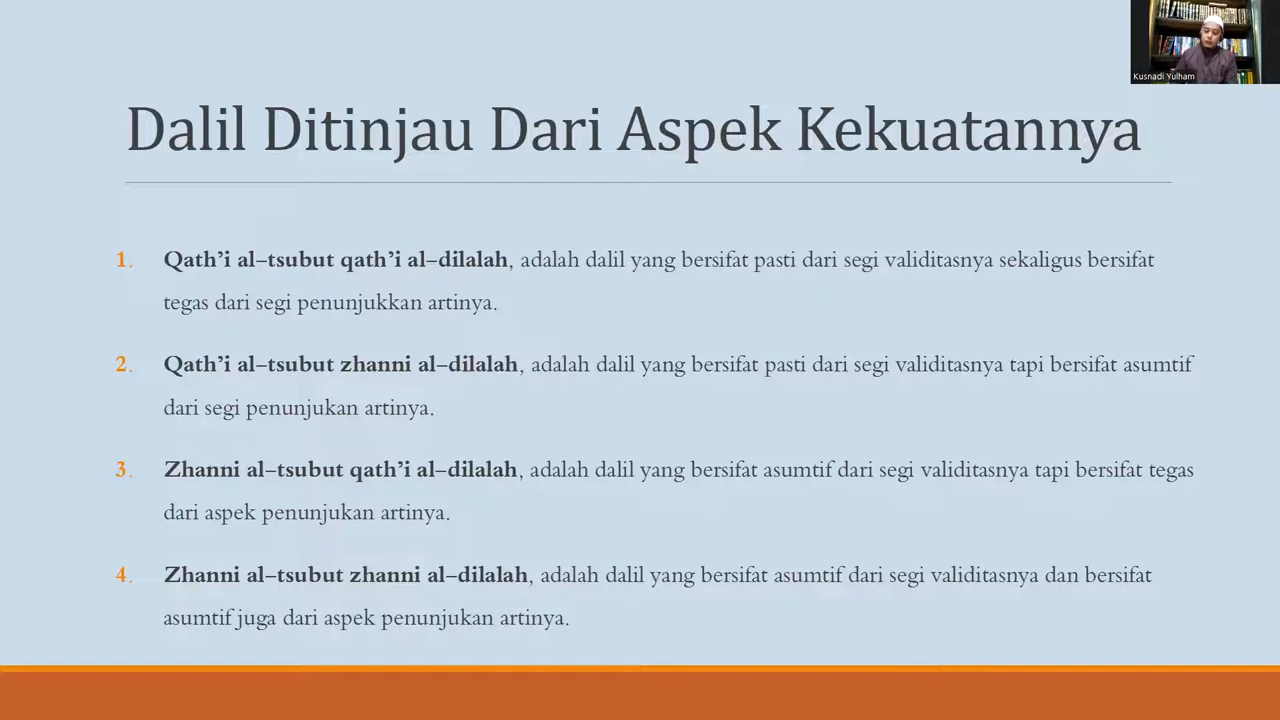 Kusnadi Yulham
Dalil Ditinjau Dari Aspek Kekuatannya
1. Qath'i al-tsubut qath'i al-dilalah, adalah dalil yang bersifat pasti dari segi validitasnya sekaligus bersifat
tegas dari segi penunjukkan artinya.
2. Qath'i al-tsubut zhanni al-dilalah, adalah dalil yang bersifat pasti dari segi validitasnya tapi bersifat asumtif
dari segi penunjukan artinya.
3. Zhanni al-tsubut qath'i al-dilalah, adalah dalil yang bersifat asumtif dari segi validitasnya tapi bersifat tegas
dari aspek penunjukan artinya.
4. Zhanni al-tsubut zhanni al-dilalah, adalah dalil yang bersifat asumtif dari segi validitasnya dan bersifat
asumtif juga dari aspek penunjukan artinya.